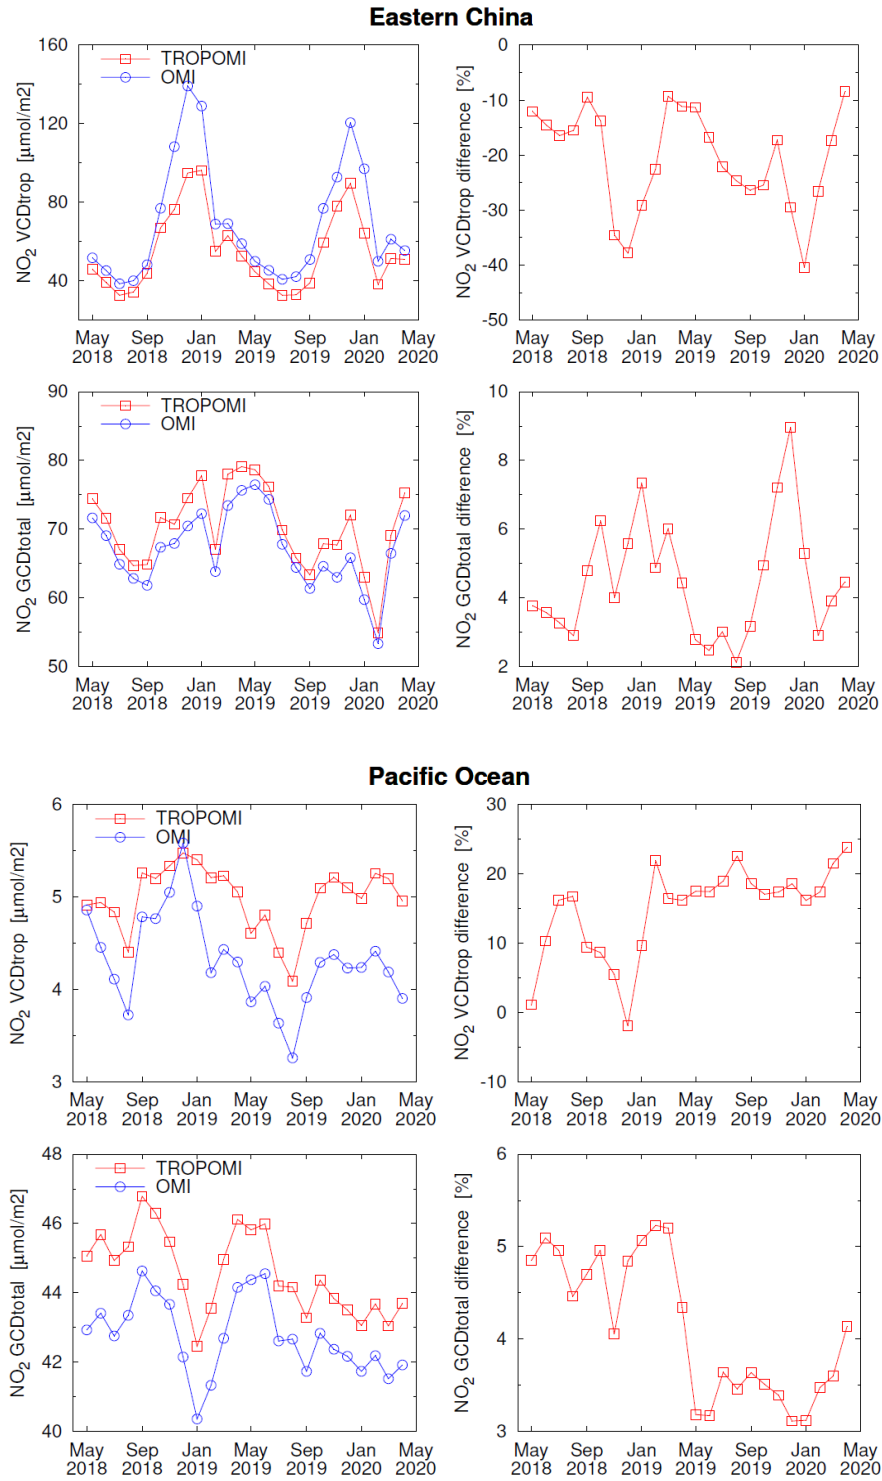 Eastern China
NO2 VCDtrop [µmol/m2]
160
120
80
40
TROPOMI
OMI
May Sep Jan May Sep Jan May
2018 2018 2019 2019 2019 2020 2020
NO2 VCDtrop difference [%]
0
-10
-20
-30
-40
-50
May Sep Jan May Sep Jan May
2018 2018 2019 2019 2019 2020 2020
NO2 GCDtotal [µmol/m2]
90
80
70
60
50
TROPOMI
OMI
May Sep Jan May Sep Jan May
2018 2018 2019 2019 2019 2020 2020
NO2 GCDtotal difference [%]
10
8
6
4
2
May Sep Jan May Sep Jan May
2018 2018 2019 2019 2019 2020 2020
Pacific Ocean
NO2 VCDtrop [µmol/m2]
6
5
4
3
TROPOMI
OMI
May Sep Jan May Sep Jan May
2018 2018 2019 2019 2019 2020 2020
NO2 VCDtrop difference [%]
30
20
10
0
-10
May Sep Jan May Sep Jan May
2018 2018 2019 2019 2019 2020 2020
NO2 GCDtotal [µmol/m2]
48
46
44
42
40
TROPOMI
OMI
May Sep Jan May Sep Jan May
2018 2018 2019 2019 2019 2020 2020
NO2 GCDtotal difference [%]
6
5
4
3
May Sep Jan May Sep Jan May
2018 2018 2019 2019 2019 2020 2020